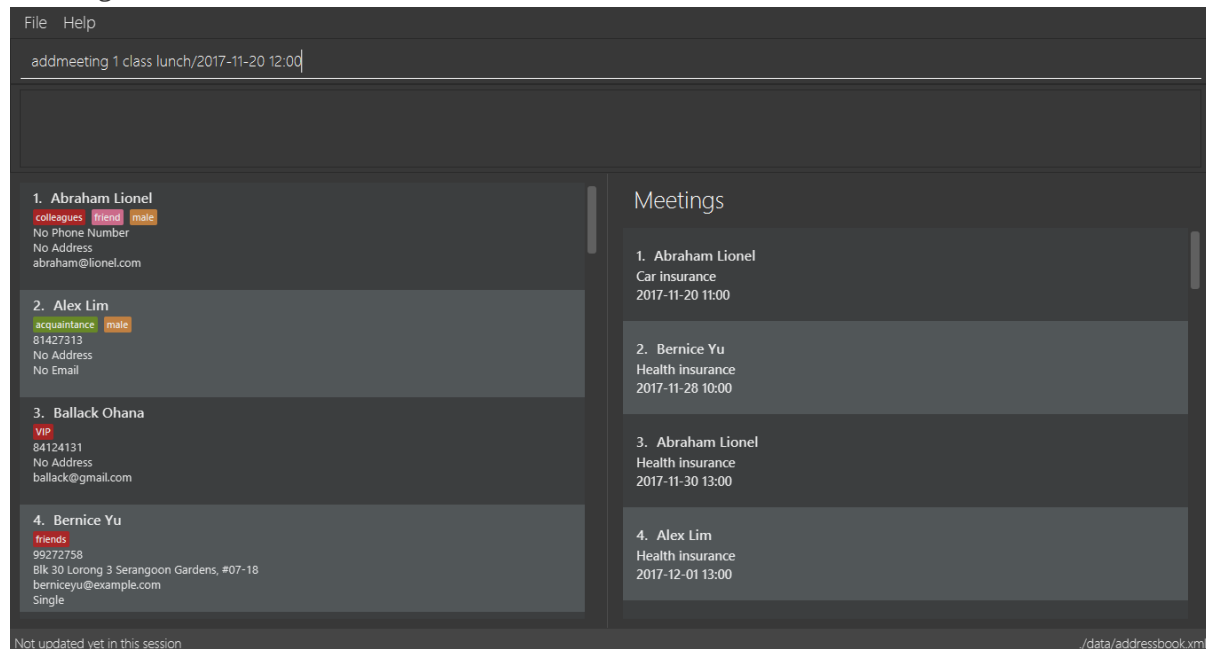 File Help
addmeeting 1 class lunch/2017-11-20 12:00
1. Abraham Lionel
colleagues friend male
No Phone Number
No Address
abraham@lionel.com
2. Alex Lim
acquaintance male
81427313
No Address
No Email
3. Ballack Ohana
VIP
84124131
No Address
ballack@gmail.com
4. Bernice Yu
friends
99272758
Blk 30 Lorong 3 Serangoon Gardens, #07-18
berniceyu@example.com
Single
Meetings
1. Abraham Lionel
Car insurance
2017-11-20 11:00
2. Bernice Yu
Health insurance
2017-11-28 10:00
3. Abraham Lionel
Health insurance
2017-11-30 13:00
4. Alex Lim
Health insurance
2017-12-01 13:00
Not updated yet in this session
./data/addressbook.xml